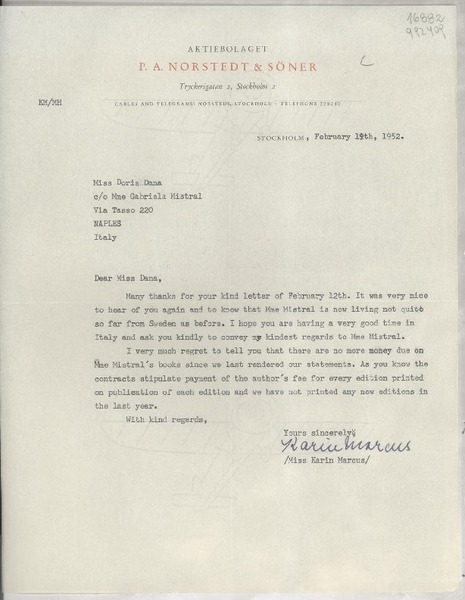 16882
992409
L
AKTIEBOLAGET
P. A. NORSTEDT & SÖNER
Tryckerigatan 2, Stockholm 2
KM/MH
CABLES AND TELEGRAMS: NORSTEDT, STOCKHOLM · TELEPHONE
STOCKHOLM, February 19th, 1952.
Miss Doris Dana
c/o Mme Gabriela Mistral
Via Tasso 220
NAPLES
Italy
Dear Miss Dana,
Many thanks for your kind letter of February 12th. It was very nice
to hear of you again and to know that Mme Mistral is now living not quite
so far from Sweden as before. I hope you are having a very good time in
Italy and ask you kindly to convey my kindest regards to Mme Mistral.
I very much regret to tell you that there are no more money due on
Mme Mistral's books since we last rendered our statements. As you know the
contracts stipulate payment of the author's fee for every edition printed
on publication of each edition and we have not printed any new editions in
the last year.
With kind regards,
Yours sincerely,
Karin Marcus
/Miss Karin Marcus/